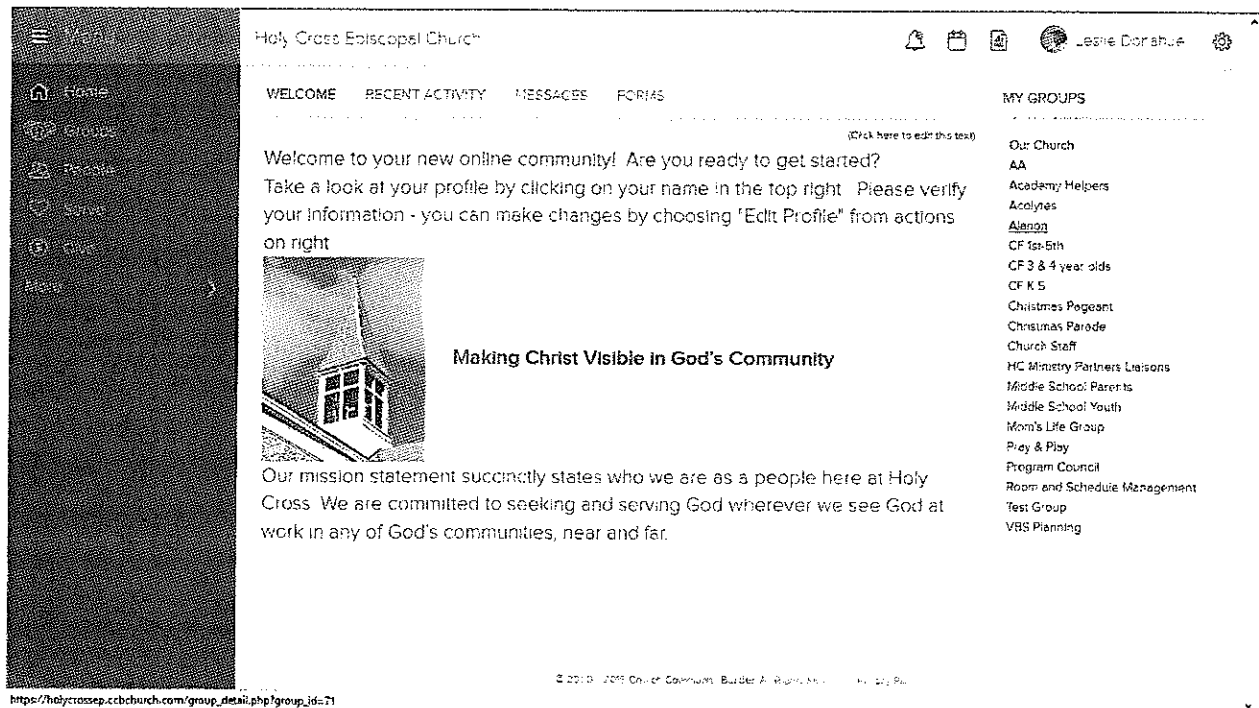 Menu
Holy Cross Episcopal Church
Leslie Donahue
Home
Groups
People
Serve
Give
More
WELCOME RECENT ACTIVITY MESSAGES FORMS
(Click here to edit this text)
Welcome to your new online community! Are you ready to get started?
Take a look at your profile by clicking on your name in the top right. Please verify
your information - you can make changes by choosing "Edit Profile" from actions
on right
Making Christ Visible in God's Community
Our mission statement succinctly states who we are as a people here at Holy
Cross. We are committed to seeking and serving God wherever we see God at
work in any of God's communities, near and far.
MY GROUPS
Our Church
AA
Academy Helpers
Acolytes
Alanon
CF 1st-5th
CF 3 & 4 year olds
CF K 5
Christmas Pageant
Christmas Parade
Church Staff
HC Ministry Partners Liaisons
Middle School Parents
Middle School Youth
Mom's Life Group
Pray & Play
Program Council
Room and Schedule Management
Test Group
VBS Planning
https://holycrossep.ccbchurch.com/group_detail.php?group_id=71